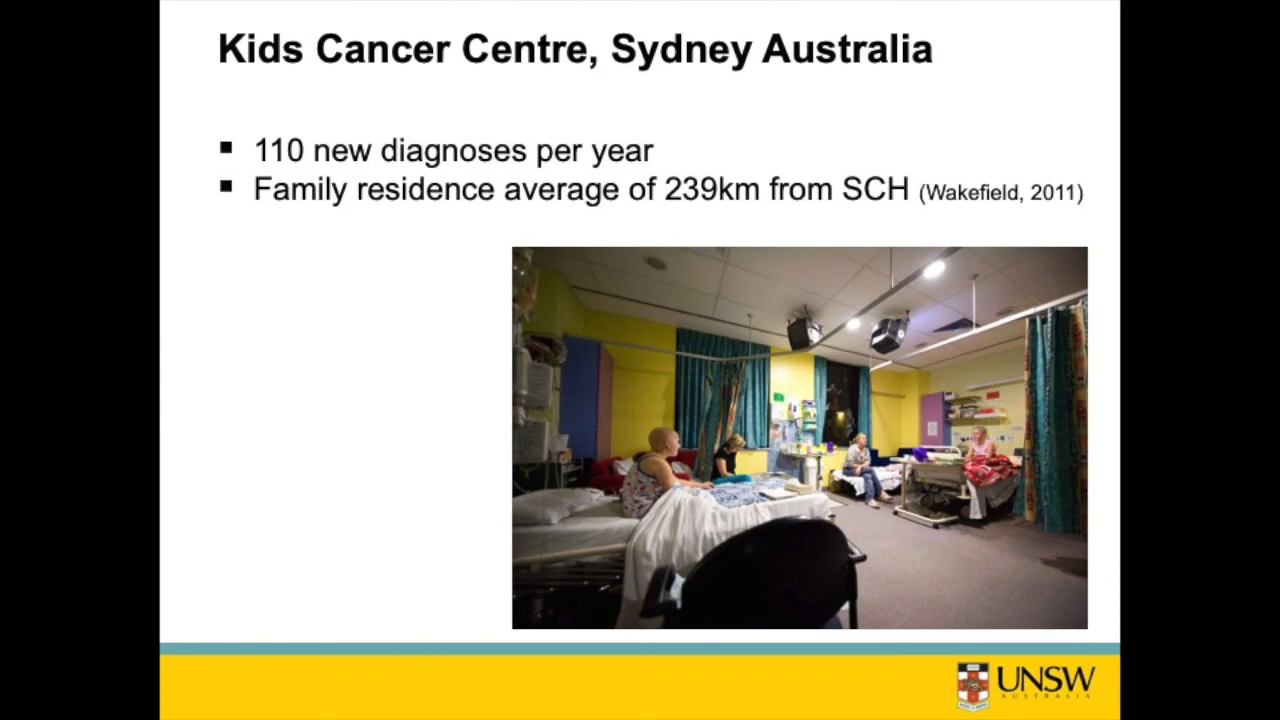 Kids Cancer Centre, Sydney Australia
▪ 110 new diagnoses per year
▪ Family residence average of 239km from SCH (Wakefield, 2011)
UNSW
AUSTRALIA